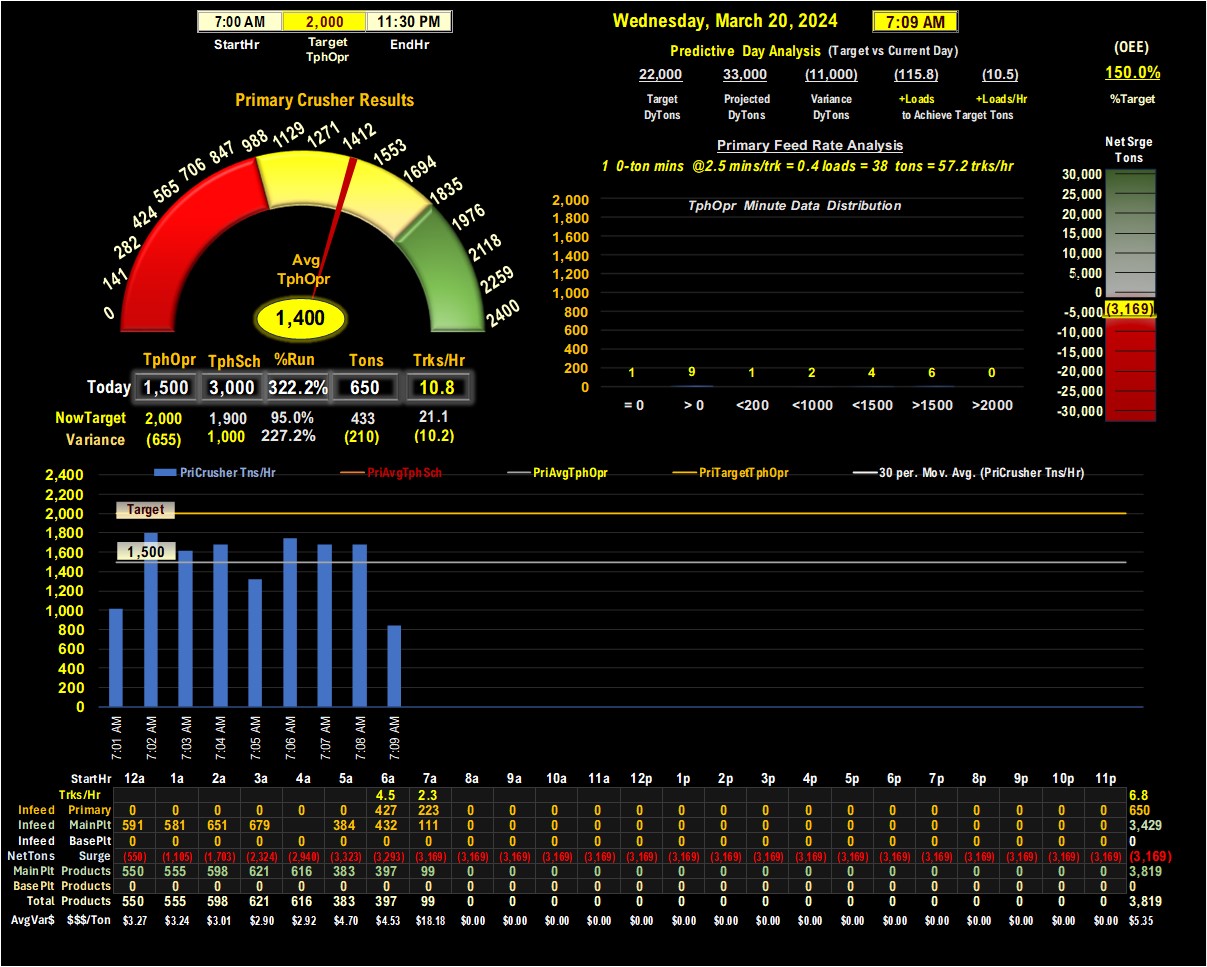 7:00 AM 2,000 11:30 PM
StartHr Target TphOpr EndHr
Wednesday, March 20, 2024 7:09 AM
Predictive Day Analysis (Target vs Current Day)
(OEE)
22,000 33,000 (11,000) (115.8) (10.5)
150.0%
Target Projected Variance +Loads +Loads/Hr
%Target
DyTons DyTons DyTons to Achieve Target Tons
Primary Crusher Results
0 141 282 424 565 706 847 988 1129 1271 1412 1553 1694 1835 1976 2118 2259 2400
Avg
TphOpr
1,400
Primary Feed Rate Analysis
1 0-ton mins @2.5 mins/trk = 0.4 loads = 38 tons = 57.2 trks/hr
TphOpr Minute Data Distribution
2,000
1,800
1,600
1,400
1,200
1,000
800
600
400
200
0
1 9 1 2 4 6 0
= 0 > 0 <200 <1000 <1500 >1500 >2000
Net Srge
Tons
30,000
25,000
20,000
15,000
10,000
5,000
0
-5,000 (3,169)
-10,000
-15,000
-20,000
-25,000
-30,000
TphOpr TphSch %Run Tons Trks/Hr
Today 1,500 3,000 322.2% 650 10.8
NowTarget 2,000 1,900 95.0% 433 21.1
Variance (655) 1,000 227.2% (210) (10.2)
PriCrusher Tns/Hr PriAvgTphSch PriAvgTphOpr PriTargetTphOpr 30 per. Mov. Avg. (PriCrusher Tns/Hr)
2,400
2,200
2,000
1,800
1,600
1,400
1,200
1,000
800
600
400
200
0
Target
1,500
7:01 AM 7:02 AM 7:03 AM 7:04 AM 7:05 AM 7:06 AM 7:07 AM 7:08 AM 7:09 AM
StartHr 12a 1a 2a 3a 4a 5a 6a 7a 8a 9a 10a 11a 12p 1p 2p 3p 4p 5p 6p 7p 8p 9p 10p 11p
Trks/Hr 4.5 2.3 6.8
Infeed Primary 0 0 0 0 0 0 427 223 0 0 0 0 0 0 0 0 0 0 0 0 0 0 0 0 650
Infeed MainPlt 591 581 651 679 384 432 111 0 0 0 0 0 0 0 0 0 0 0 0 0 0 0 0 3,429
Infeed BasePlt 0 0 0 0 0 0 0 0 0 0 0 0 0 0 0 0 0 0 0 0 0 0 0 0 0
NetTons Surge (550) (1,105) (1,703) (2,324) (2,940) (3,323) (3,293) (3,169) (3,169) (3,169) (3,169) (3,169) (3,169) (3,169) (3,169) (3,169) (3,169) (3,169) (3,169) (3,169) (3,169) (3,169) (3,169) (3,169) (3,169)
MainPlt Products 550 555 598 621 616 383 397 99 0 0 0 0 0 0 0 0 0 0 0 0 0 0 0 0 3,819
Base Plt Products 0 0 0 0 0 0 0 0 0 0 0 0 0 0 0 0 0 0 0 0 0 0 0 0 0
Total Products 550 555 598 621 616 383 397 99 0 0 0 0 0 0 0 0 0 0 0 0 0 0 0 0 3,819
AvgVar$ $$$/Ton $3.27 $3.24 $3.01 $2.90 $2.92 $4.70 $4.53 $18.18 $0.00 $0.00 $0.00 $0.00 $0.00 $0.00 $0.00 $0.00 $0.00 $0.00 $0.00 $0.00 $0.00 $0.00 $0.00 $0.00 $5.35